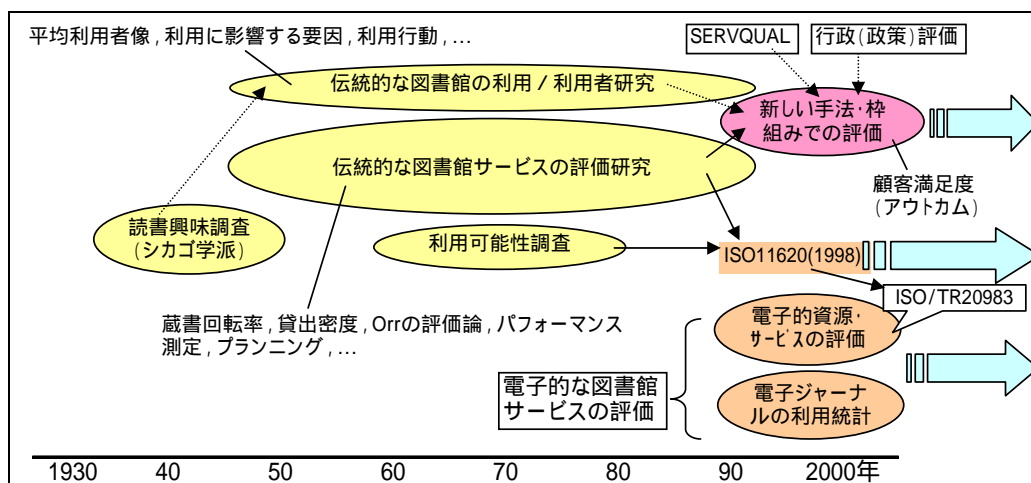 平均利用者像,利用に影響する要因,利用行動,...
SERVQUAL
行政(政策)評価
伝統的な図書館の利用 / 利用者研究
新しい手法・枠
組みでの評価
伝統的な図書館サービスの評価研究
顧客満足度
(アウトカム)
読書興味調査
(シカゴ学派)
利用可能性調査
ISO11620(1998)
ISO/TR20983
蔵書回転率,貸出密度,Orrの評価論,パフォーマンス
測定,プランニング,...
電子的資源・
サービスの評価
電子的な図書館
サービスの評価
電子ジャー
ナルの利用統計
1930 40 50 60 70 80 90 2000年